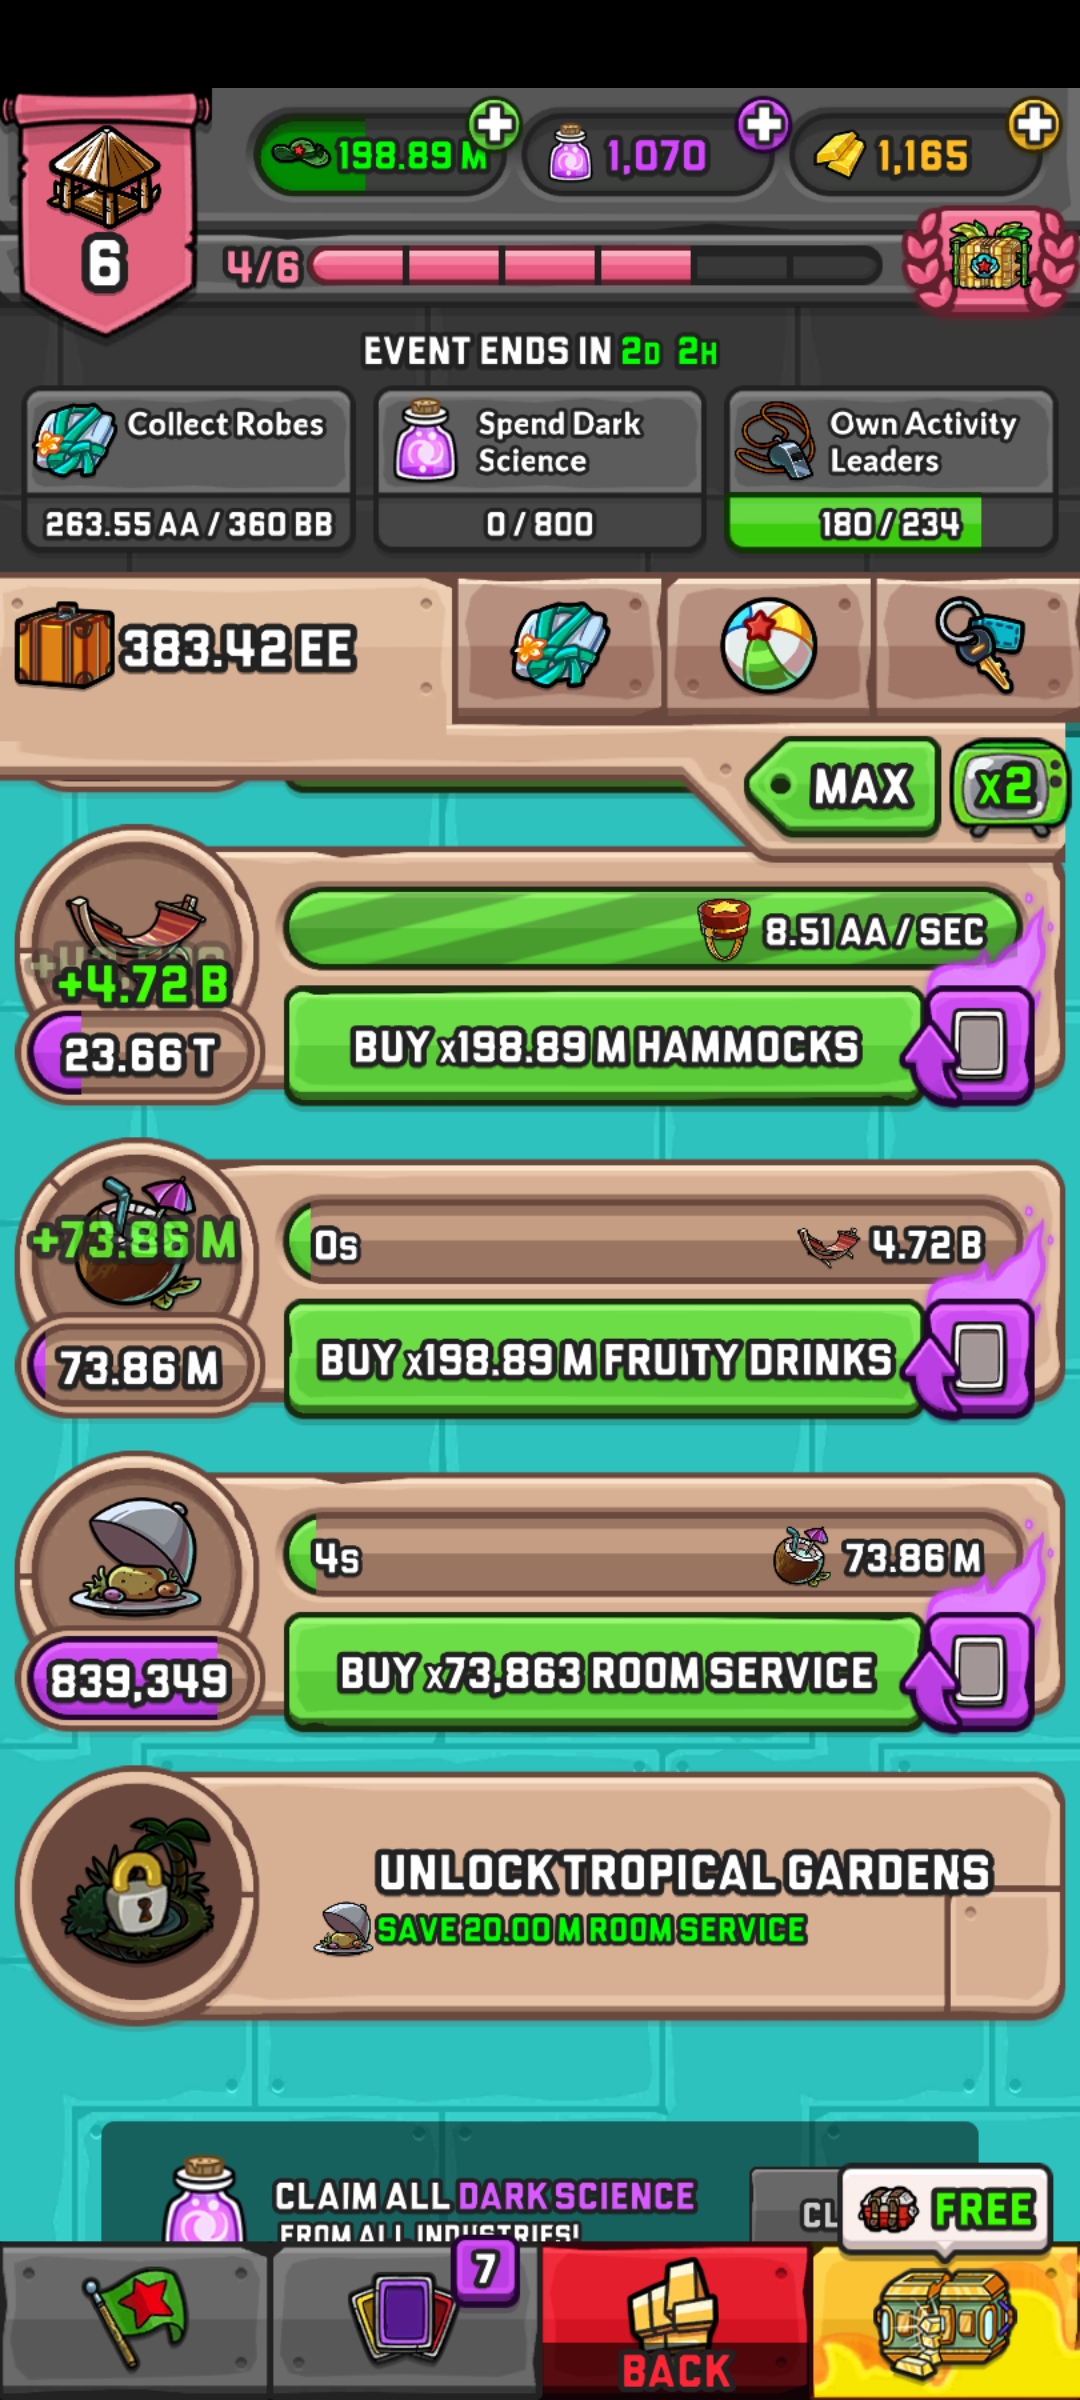 198.89 M
1,070
1,165
6
4/6
EVENT ENDS IN 2D 2H
Collect Robes
263.55 AA / 360 BB
Spend Dark
Science
0 / 800
Own Activity
Leaders
180 / 234
383.42 EE
MAX
x2
8.51 AA / SEC
+4.72 B
23.66 T
BUY x198.89 M HAMMOCKS
+73.86 M
0s
4.72 B
73.86 M
BUY x198.89 M FRUITY DRINKS
4s
73.86 M
839,349
BUY x73,863 ROOM SERVICE
UNLOCK TROPICAL GARDENS
SAVE 20.00 M ROOM SERVICE
CLAIM ALL DARK SCIENCE
FROM ALL INDUSTRIES!
CL
FREE
7
BACK